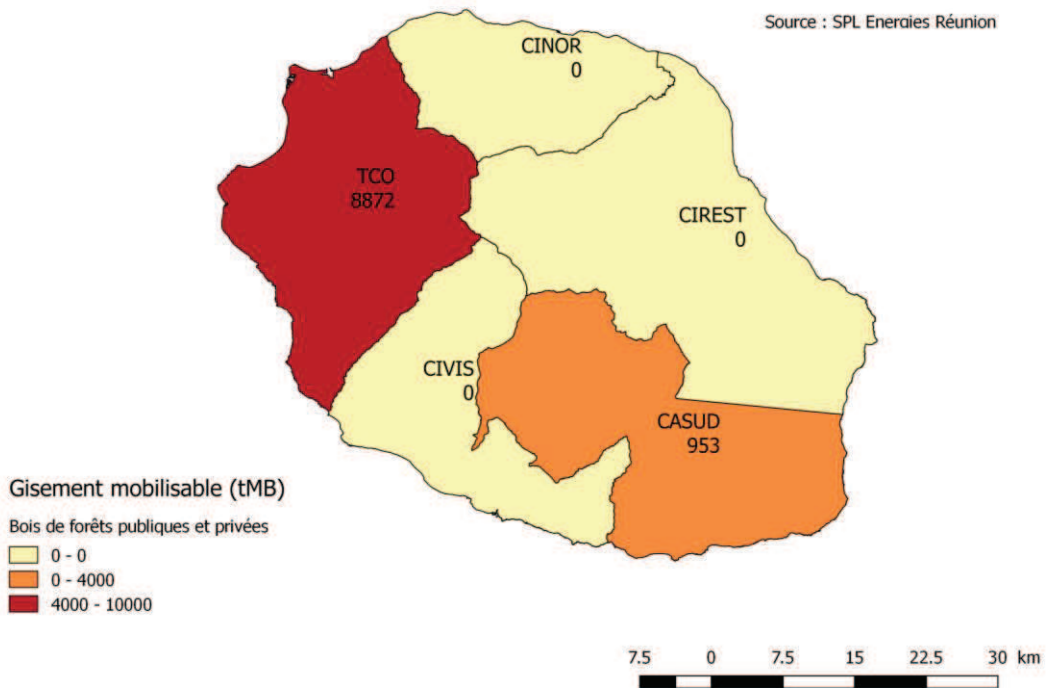 Source : SPL Energies Réunion
CINOR
0
TCO
8872
CIREST
0
CIVIS
0
CASUD
953
Gisement mobilisable (tMB)
Bois de forêts publiques et privées
0 - 0
0 - 4000
4000 - 10000
7.5 0 7.5 15 22.5 30 km